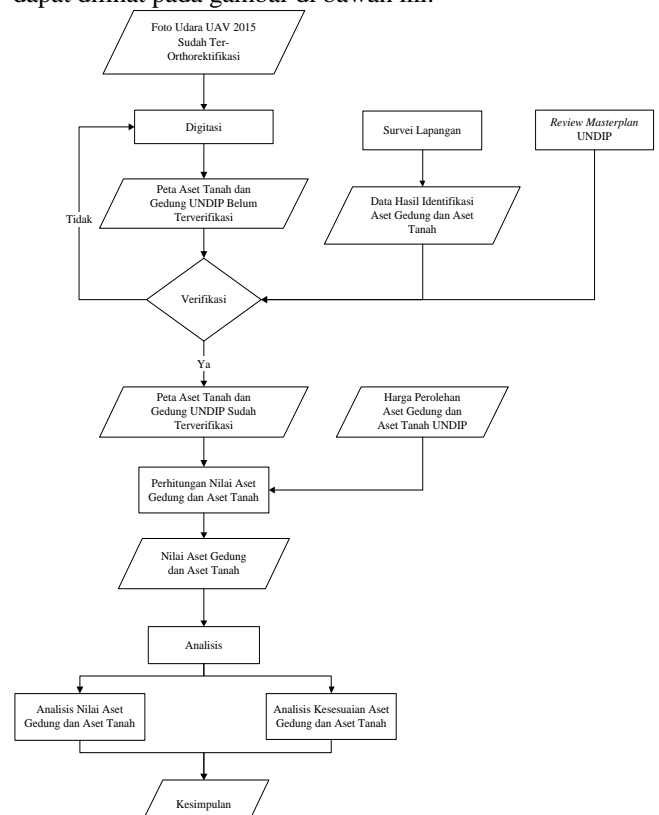 dapat dilihat pada gambar di bawah ini.
Foto Udara UAV 2015
Sudah Ter-
Orthorektifikasi
Digitasi
Survei Lapangan
Review Masterplan
UNDIP
Peta Aset Tanah dan
Gedung UNDIP Belum
Terverifikasi
Data Hasil Identifikasi
Aset Gedung dan Aset
Tanah
Tidak
Verifikasi
Ya
Peta Aset Tanah dan
Gedung UNDIP Sudah
Terverifikasi
Harga Perolehan
Aset Gedung dan
Aset Tanah UNDIP
Perhitungan Nilai Aset
Gedung dan Aset Tanah
Nilai Aset Gedung
dan Aset Tanah
Analisis
Analisis Nilai Aset
Gedung dan Aset Tanah
Analisis Kesesuaian Aset
Gedung dan Aset Tanah
Kesimpulan